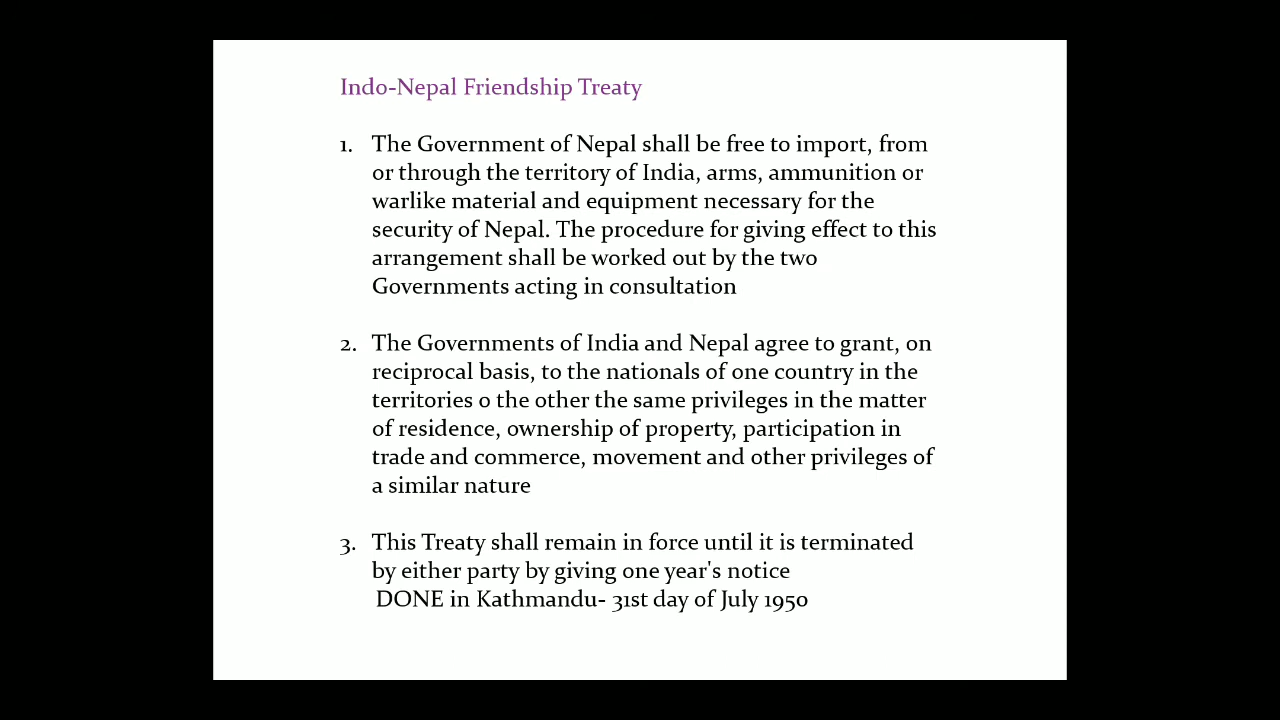 Indo-Nepal Friendship Treaty
1. The Government of Nepal shall be free to import, from
or through the territory of India, arms, ammunition or
warlike material and equipment necessary for the
security of Nepal. The procedure for giving effect to this
arrangement shall be worked out by the two
Governments acting in consultation
2. The Governments of India and Nepal agree to grant, on
reciprocal basis, to the nationals of one country in the
territories o the other the same privileges in the matter
of residence, ownership of property, participation in
trade and commerce, movement and other privileges of
a similar nature
3. This Treaty shall remain in force until it is terminated
by either party by giving one year's notice
DONE in Kathmandu- 31st day of July 1950